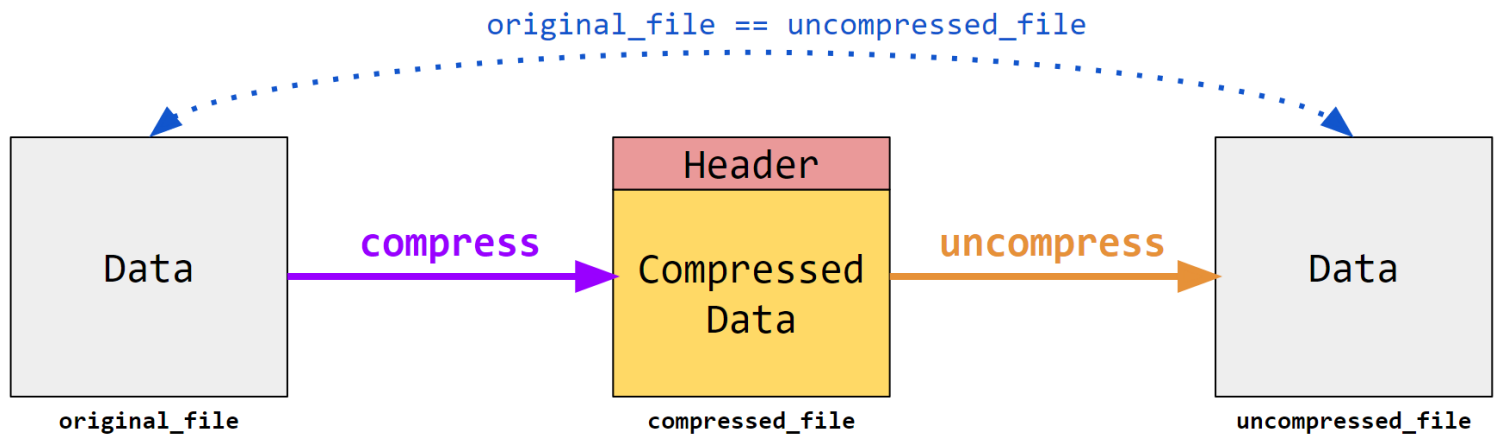 original_file == uncompressed_file
Header
compress
uncompress
Data
Compressed
Data
Data
original_file
compressed_file
uncompressed_file